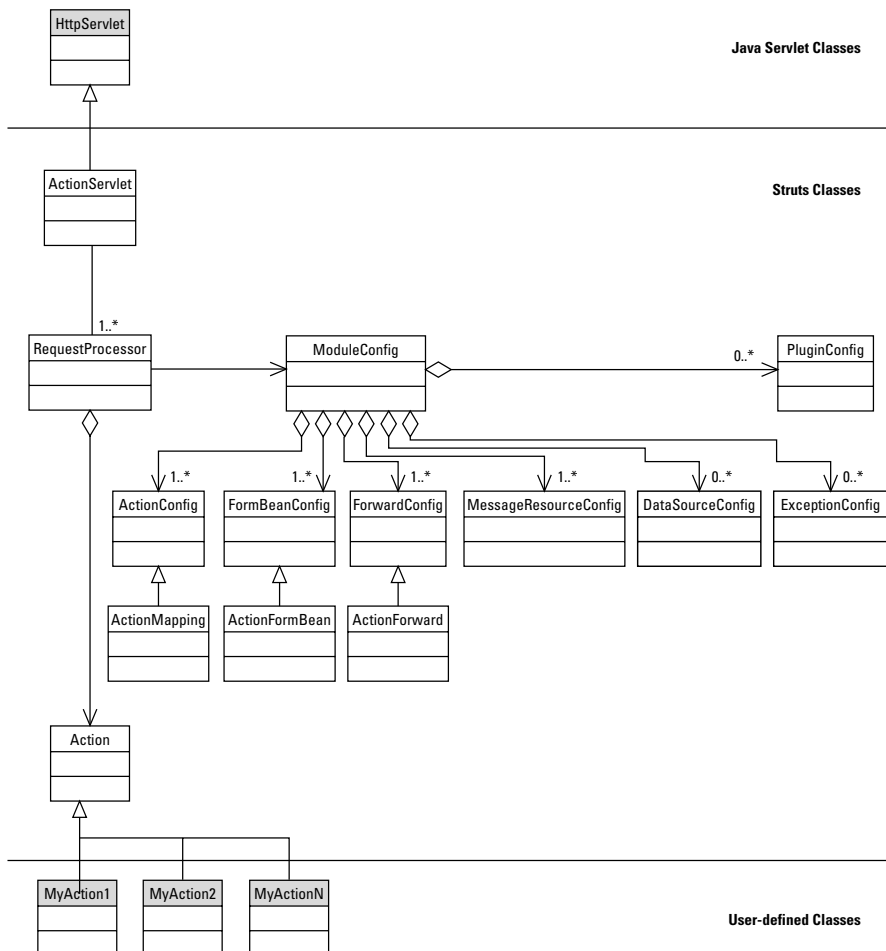 HttpServlet
Java Servlet Classes
ActionServlet
Struts Classes
1..*
RequestProcessor
ModuleConfig
0..*
PluginConfig
1..*
1..*
1..*
1..*
0..*
0..*
ActionConfig
FormBeanConfig
ForwardConfig
MessageResourceConfig
DataSourceConfig
ExceptionConfig
ActionMapping
ActionFormBean
ActionForward
Action
MyAction1
MyAction2
MyActionN
User-defined Classes